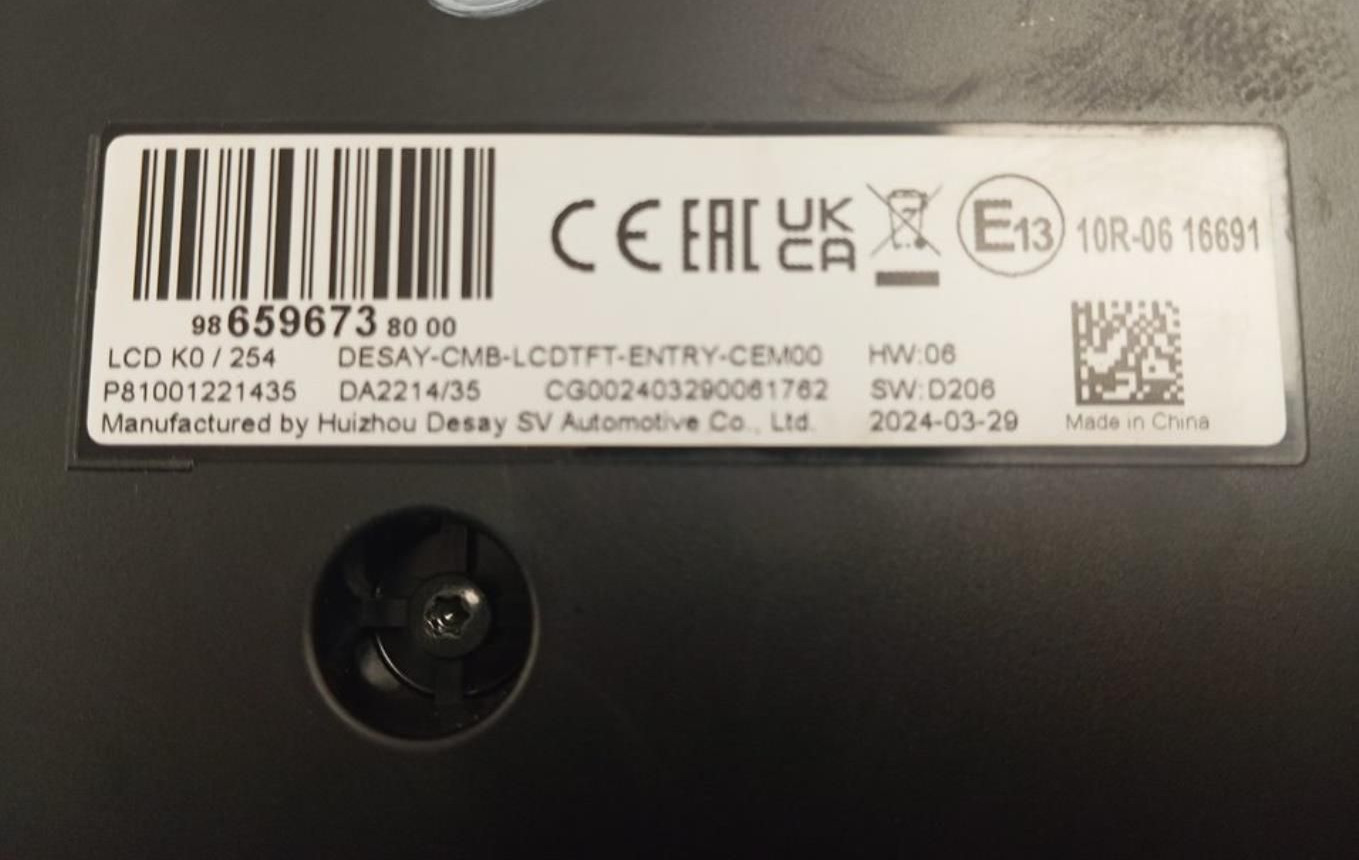 CE EAC UK CA E13 10R-06 16691
98 659673 80 00
LCD K0 / 254 DESAY-CMB-LCDTFT-ENTRY-CEM00 HW:06
P81001221435 DA2214/35 CG002403290061762 SW:D206
Manufactured by Huizhou Desay SV Automotive Co., Ltd. 2024-03-29 Made in China